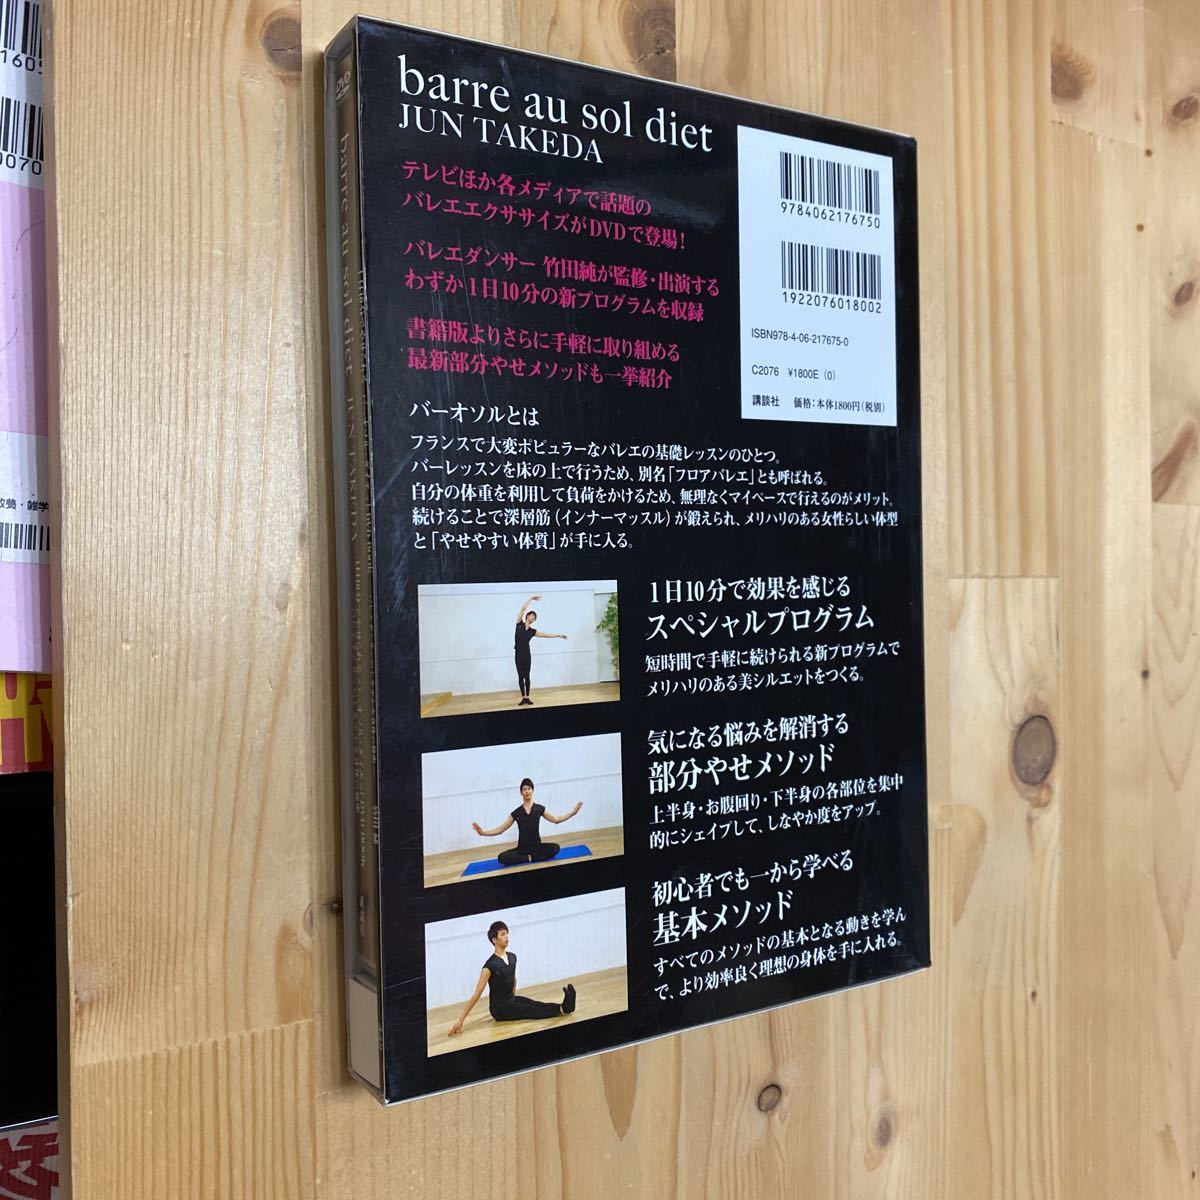 barre au sol diet
JUN TAKEDA
テレビほか各メディアで話題の
バレエエクササイズがDVDで登場！
バレエダンサー 竹田純が監修・出演する
わずか1日10分の新プログラムを収録
書籍版よりさらに手軽に取り組める
最新部分やせメソッドも一挙紹介
9784062176750
1922076018002
ISBN978-4-06-217675-0
C2076 ¥1800E (0)
講談社 価格：本体1800円（税別）
バーオソルとは
フランスで大変ポピュラーなバレエの基礎レッスンのひとつ。
バーレッスンを床の上で行うため、別名「フロアバレエ」とも呼ばれる。
自分の体重を利用して負荷をかけるため、無理なくマイペースで行えるのがメリット。
続けることで深層筋（インナーマッスル）が鍛えられ、メリハリのある女性らしい体型
と「やせやすい体質」が手に入る。
1日10分で効果を感じる
スペシャルプログラム
短時間で手軽に続けられる新プログラムで
メリハリのある美シルエットをつくる。
気になる悩みを解消する
部分やせメソッド
上半身・お腹回り・下半身の各部位を集中
的にシェイプして、しなやか度をアップ。
初心者でも一から学べる
基本メソッド
すべてのメソッドの基本となる動きを学ん
で、より効率良く理想の身体を手に入れる。
barre au sol diet JUN TAKEDA